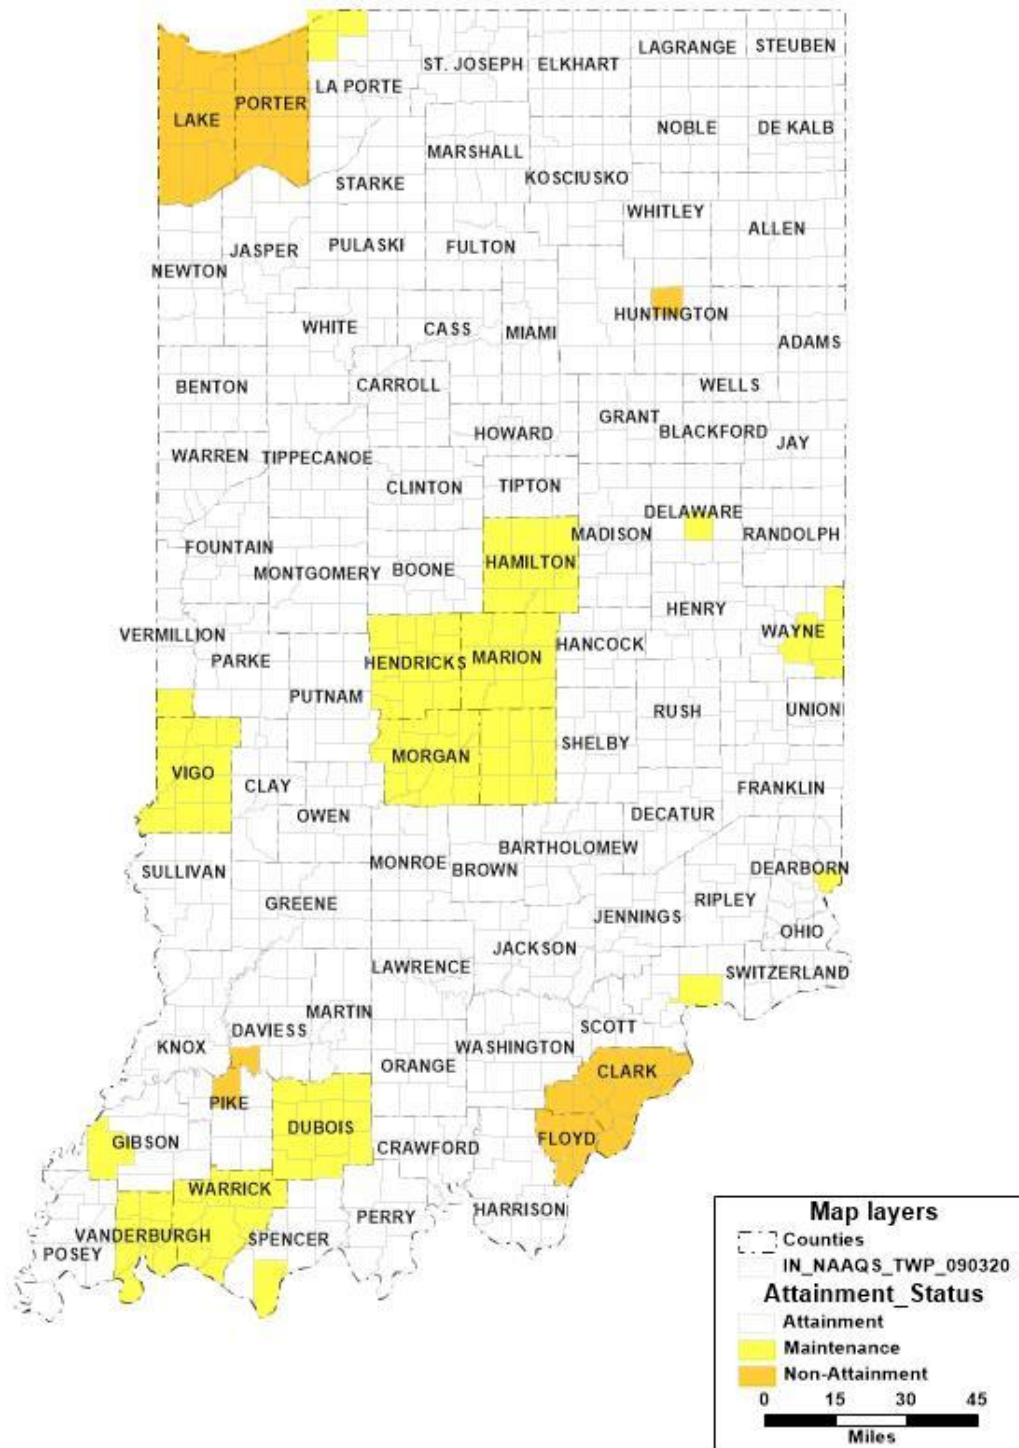 LAGRANGE STEUBEN
ST. JOSEPH ELKHART
LA PORTE
PORTER
LAKE
NOBLE DE KALB
MARSHALL
KOSCIUSKO
STARKE
WHITLEY
ALLEN
PULASKI FULTON
JASPER
NEWTON
HUNTINGTON
WHITE CASS MIAMI
ADAMS
BENTON CARROLL WELLS
GRANT
HOWARD BLACKFORD JAY
WARREN TIPPECANOE
CLINTON TIPTON
DELAWARE
MADISON RANDOLPH
FOUNTAIN
MONTGOMERY BOONE HAMILTON
HENRY
VERMILLION WAYNE
HANCOCK
PARKE HENDRICKS MARION
PUTNAM
RUSH UNION
SHELBY
MORGAN
VIGO
CLAY FRANKLIN
OWEN DECATUR
BARTHOLOMEW
MONROE BROWN
SULLIVAN DEARBORN
GREENE RIPLEY
JENNINGS
OHIO
JACKSON
LAWRENCE SWITZERLAND
MARTIN
DAVIESS SCOTT
KNOX WASHINGTON
ORANGE
CLARK
PIKE
DUBOIS
GIBSON FLOYD
CRAWFORD
WARRICK
HARRISON
PERRY
VANDERBURGH SPENCER
POSEY
Map layers
Counties
IN_NAAQS_TWP_090320
Attainment_Status
Attainment
Maintenance
Non-Attainment
0 15 30 45
Miles